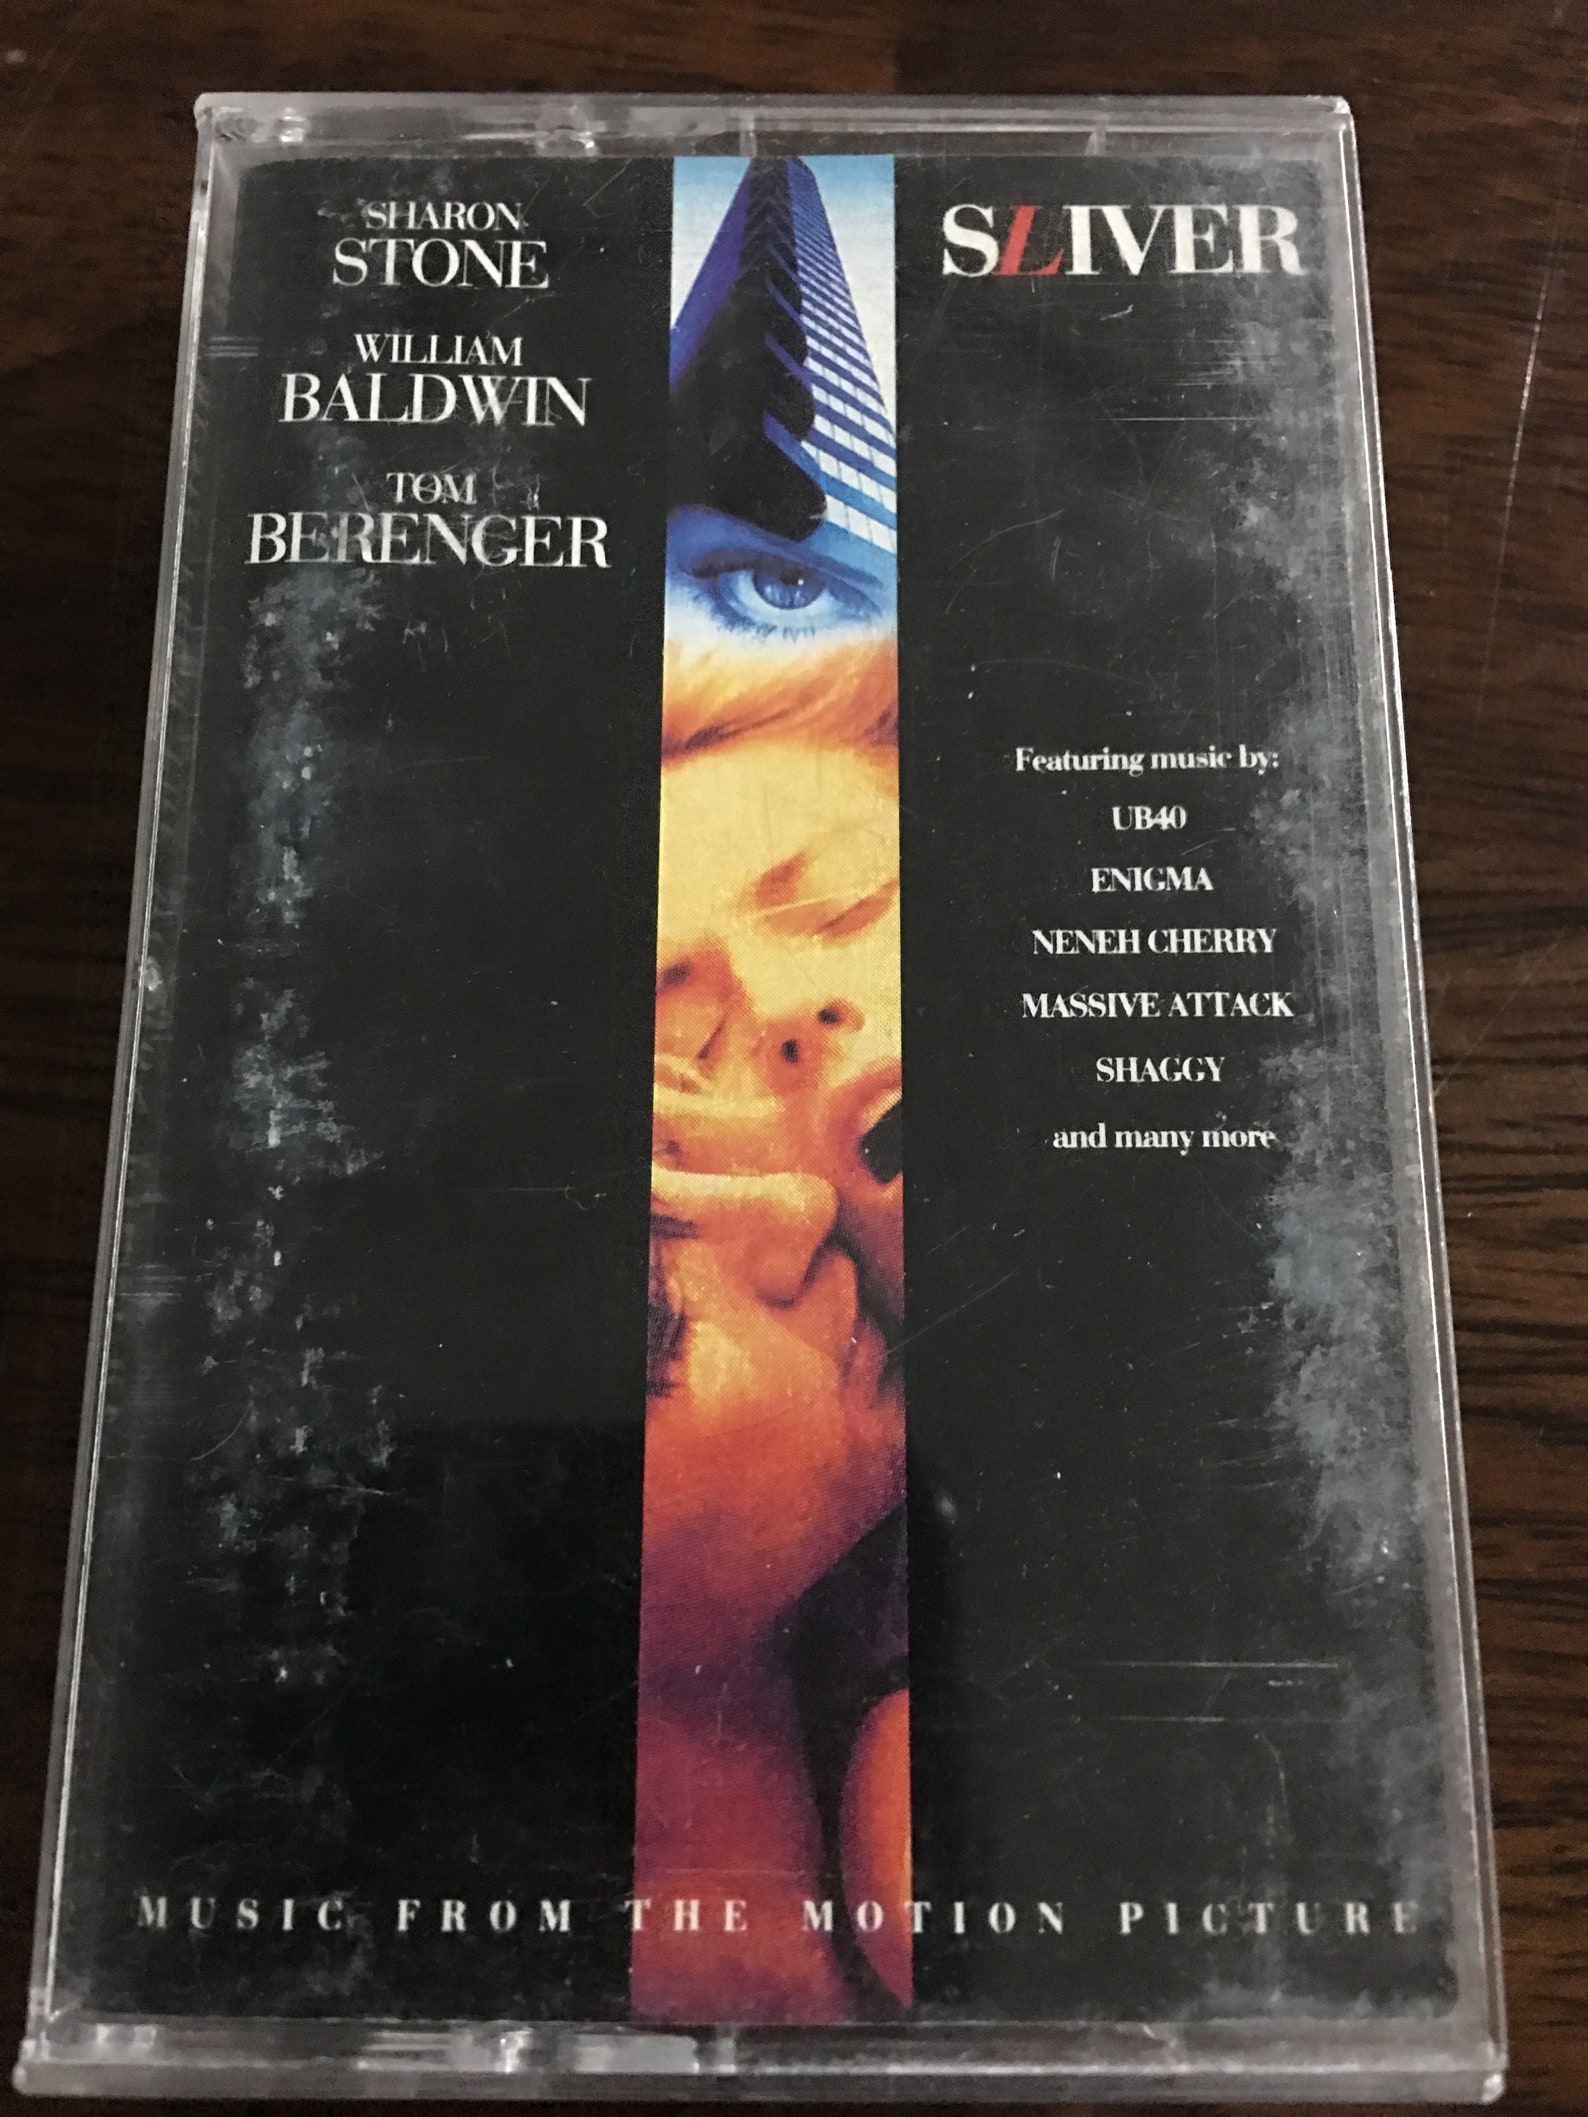 SHARON
STONE
WILLIAM
BALDWIN
TOM
BERENGER
SLIVER
Featuring music by:
UB40
ENIGMA
NENEH CHERRY
MASSIVE ATTACK
SHAGGY
and many more
MUSIC FROM THE MOTION PICTURE